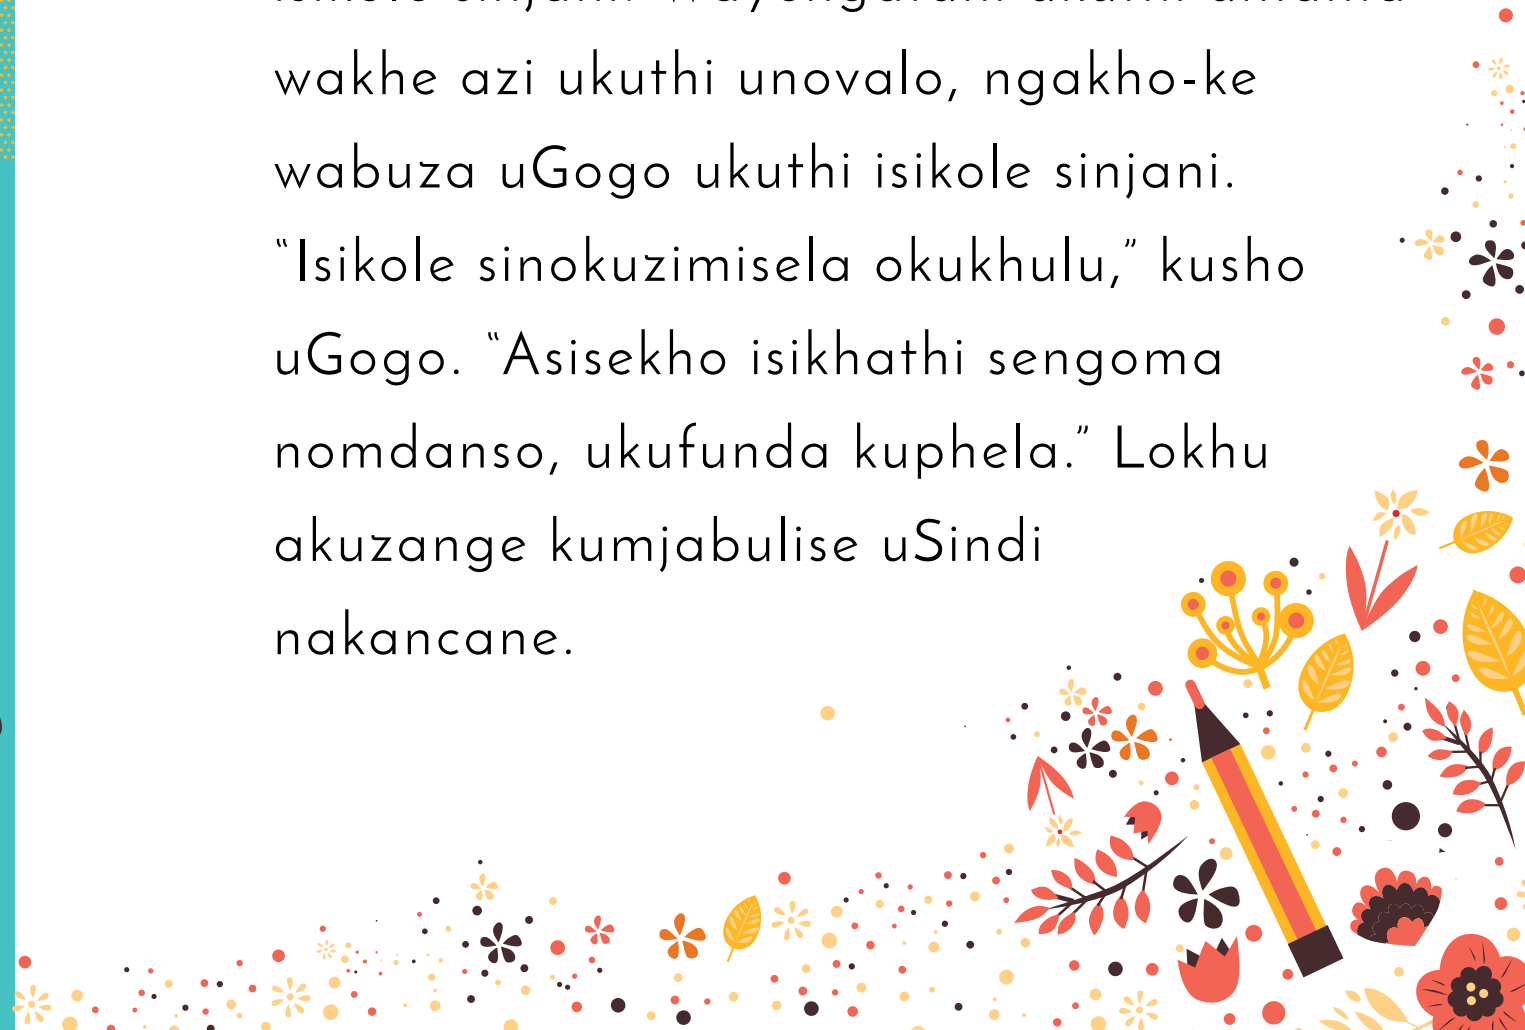 wakhe azi ukuthi unovalo, ngakho-ke
wabuza uGogo ukuthi isikole sinjani.
“Isikole sinokuzimisela okukhulu,” kusho
uGogo. “Asisekho isikhathi sengoma
nomdanso, ukufunda kuphela.” Lokhu
akuzange kumjabulise uSindi
nakancane.